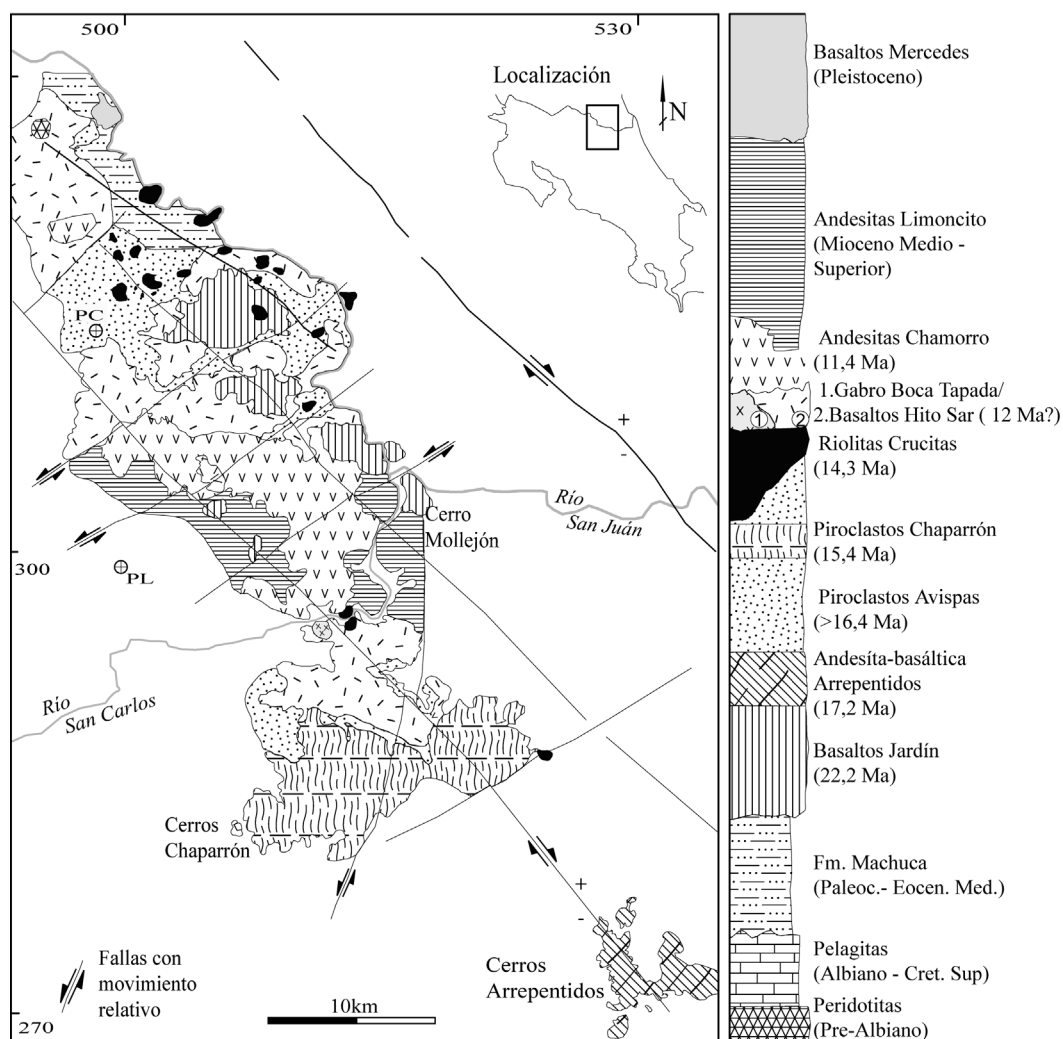 500
530
Localización
N
PC
+
-
Río
San Juán
Cerro
Mollejón
300
PL
Río
San Carlos
Cerros
Chaparrón
+
-
Cerros
Arrepentidos
Fallas con
movimiento
relativo
10km
270
Basaltos Mercedes
(Pleistoceno)
Andesitas Limoncito
(Mioceno Medio -
Superior)
Andesitas Chamorro
(11,4 Ma)
1.Gabro Boca Tapada/
2.Basaltos Hito Sar ( 12 Ma?)
x 1 2
Riolitas Crucitas
(14,3 Ma)
Piroclastos Chaparrón
(15,4 Ma)
Piroclastos Avispas
(>16,4 Ma)
Andesíta-basáltica
Arrepentidos
(17,2 Ma)
Basaltos Jardín
(22,2 Ma)
Fm. Machuca
(Paleoc.- Eocen. Med.)
Pelagitas
(Albiano - Cret. Sup)
Peridotitas
(Pre-Albiano)